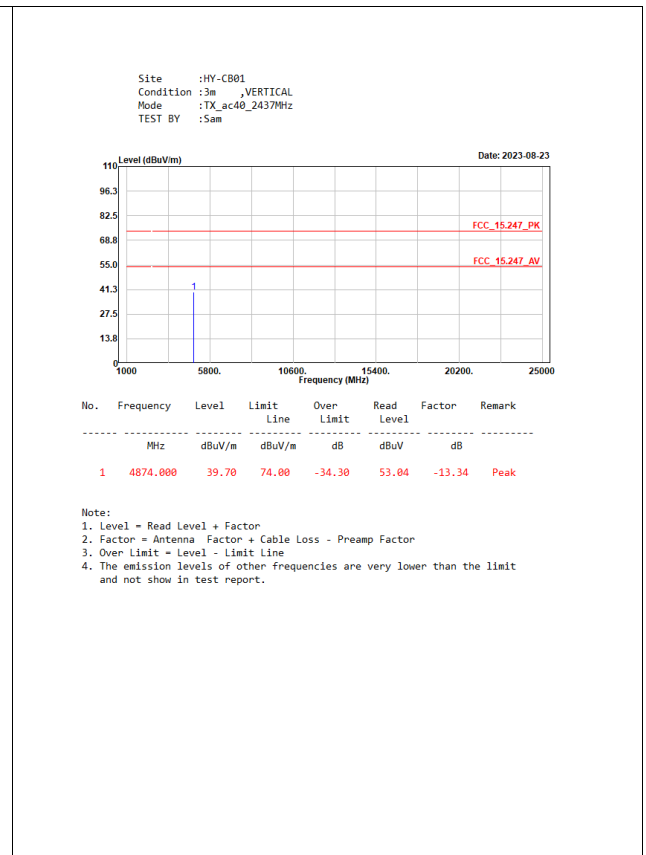 Site :HY-CB01
Condition :3m ,VERTICAL
Mode :TX_ac40_2437MHz
TEST BY :Sam
Level (dBuV/m) Date: 2023-08-23
110
96.3
82.5
FCC_15.247_PK
68.8
55.0 FCC_15.247_AV
41.3 1
27.5
13.8
0
1000 5800. 10600. 15400. 20200. 25000
Frequency (MHz)
No. Frequency Level Limit Over Read Factor Remark
Line Limit Level
------ ----------- -------- --------- --------- --------- -------- ---------
MHz dBuV/m dBuV/m dB dBuV dB
1 4874.000 39.70 74.00 -34.30 53.04 -13.34 Peak
Note:
1. Level = Read Level + Factor
2. Factor = Antenna Factor + Cable Loss - Preamp Factor
3. Over Limit = Level - Limit Line
4. The emission levels of other frequencies are very lower than the limit
and not show in test report.